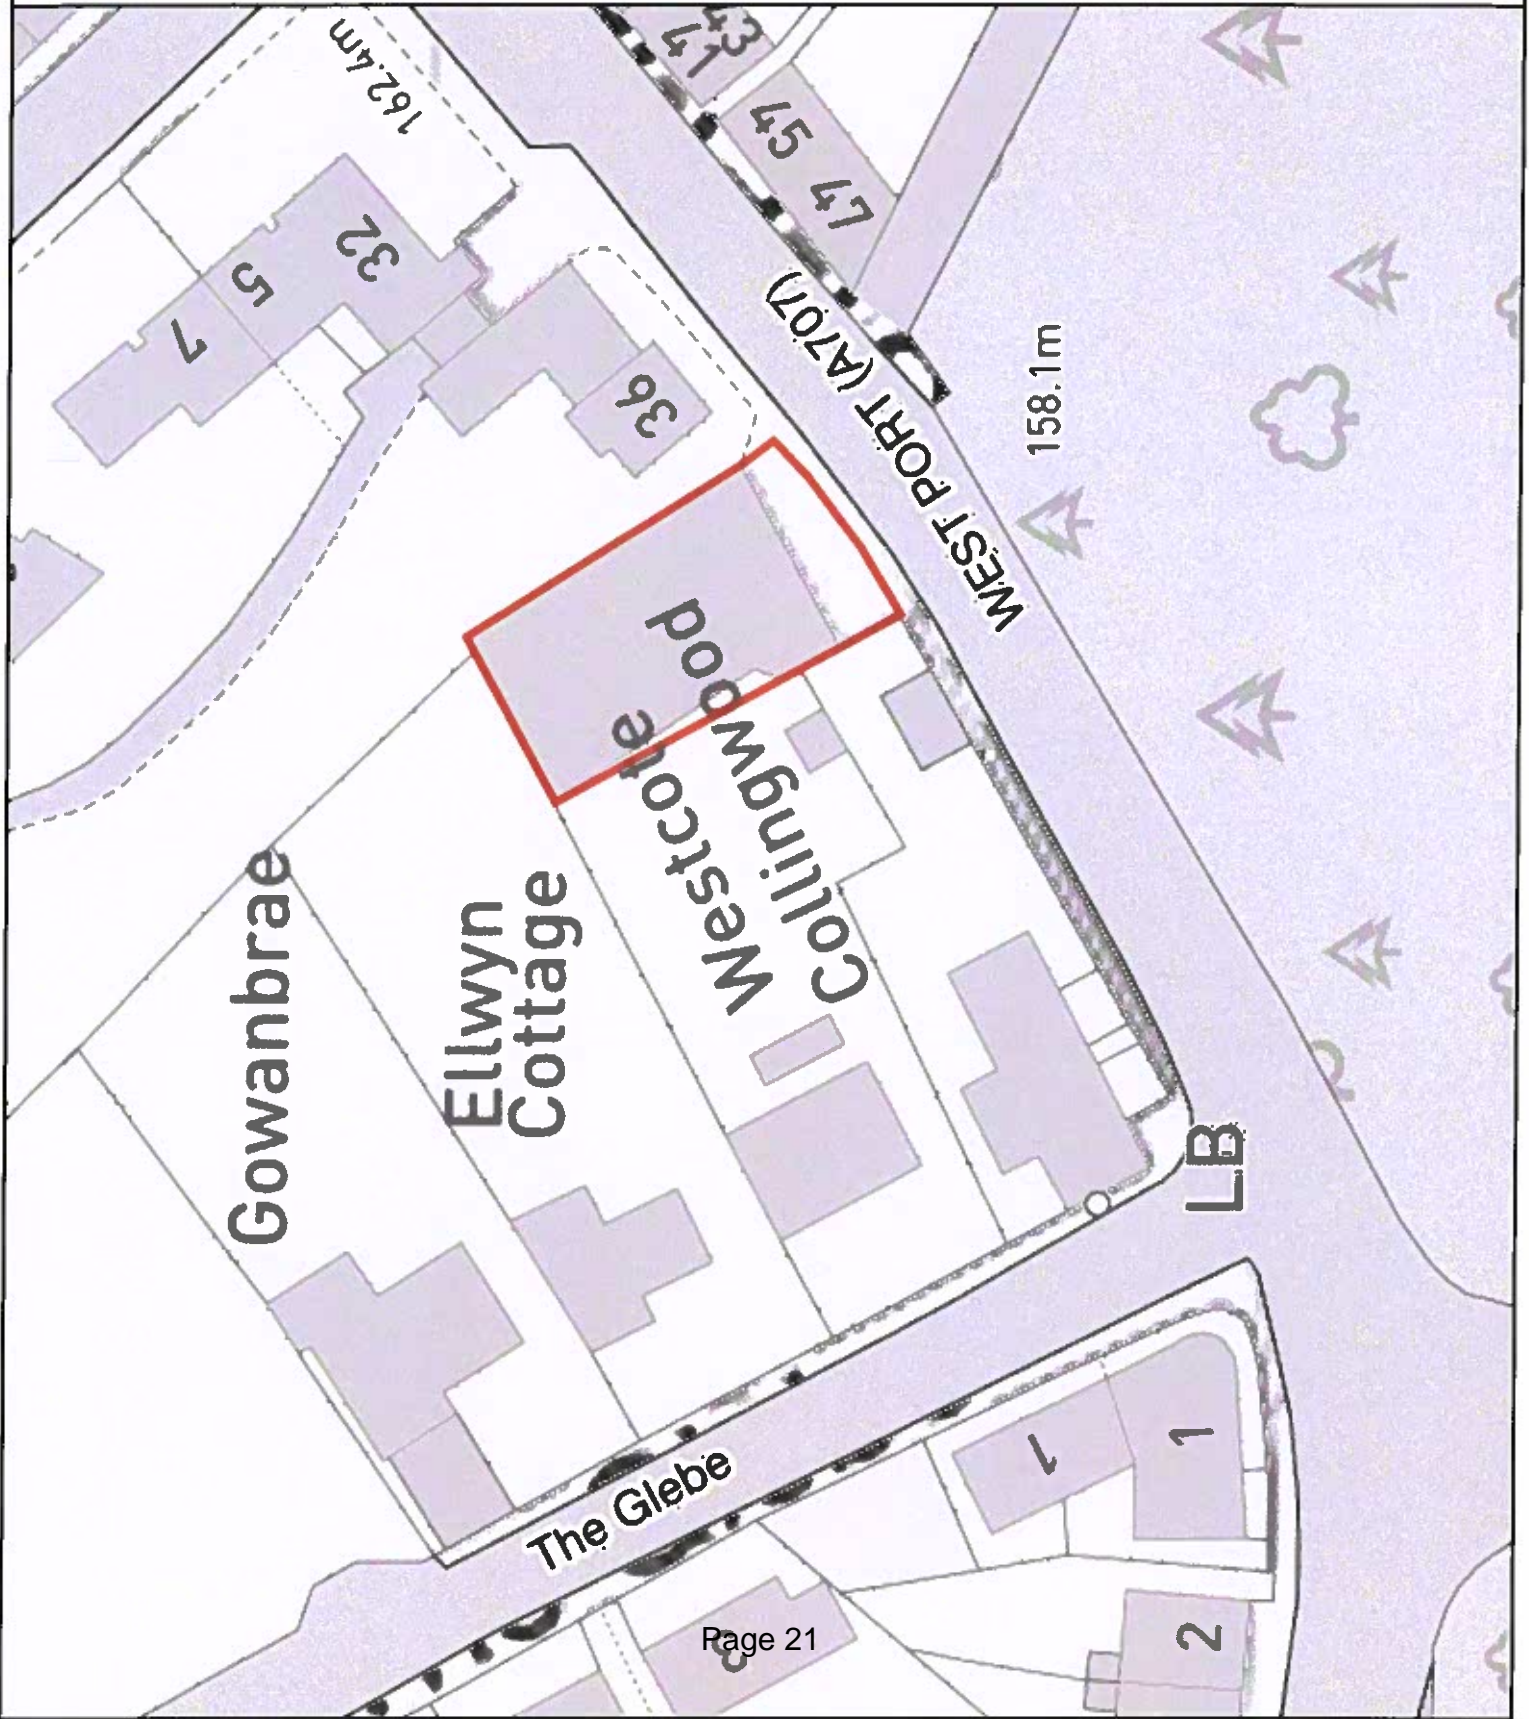 162.4m
41
43
45
47
32
5
7
36
WEST PORT (A707)
158.1m
Westcote
Collingwood
Gowanbrae
Ellwyn
Cottage
LB
The Glebe
1
1
2
3
Page 21